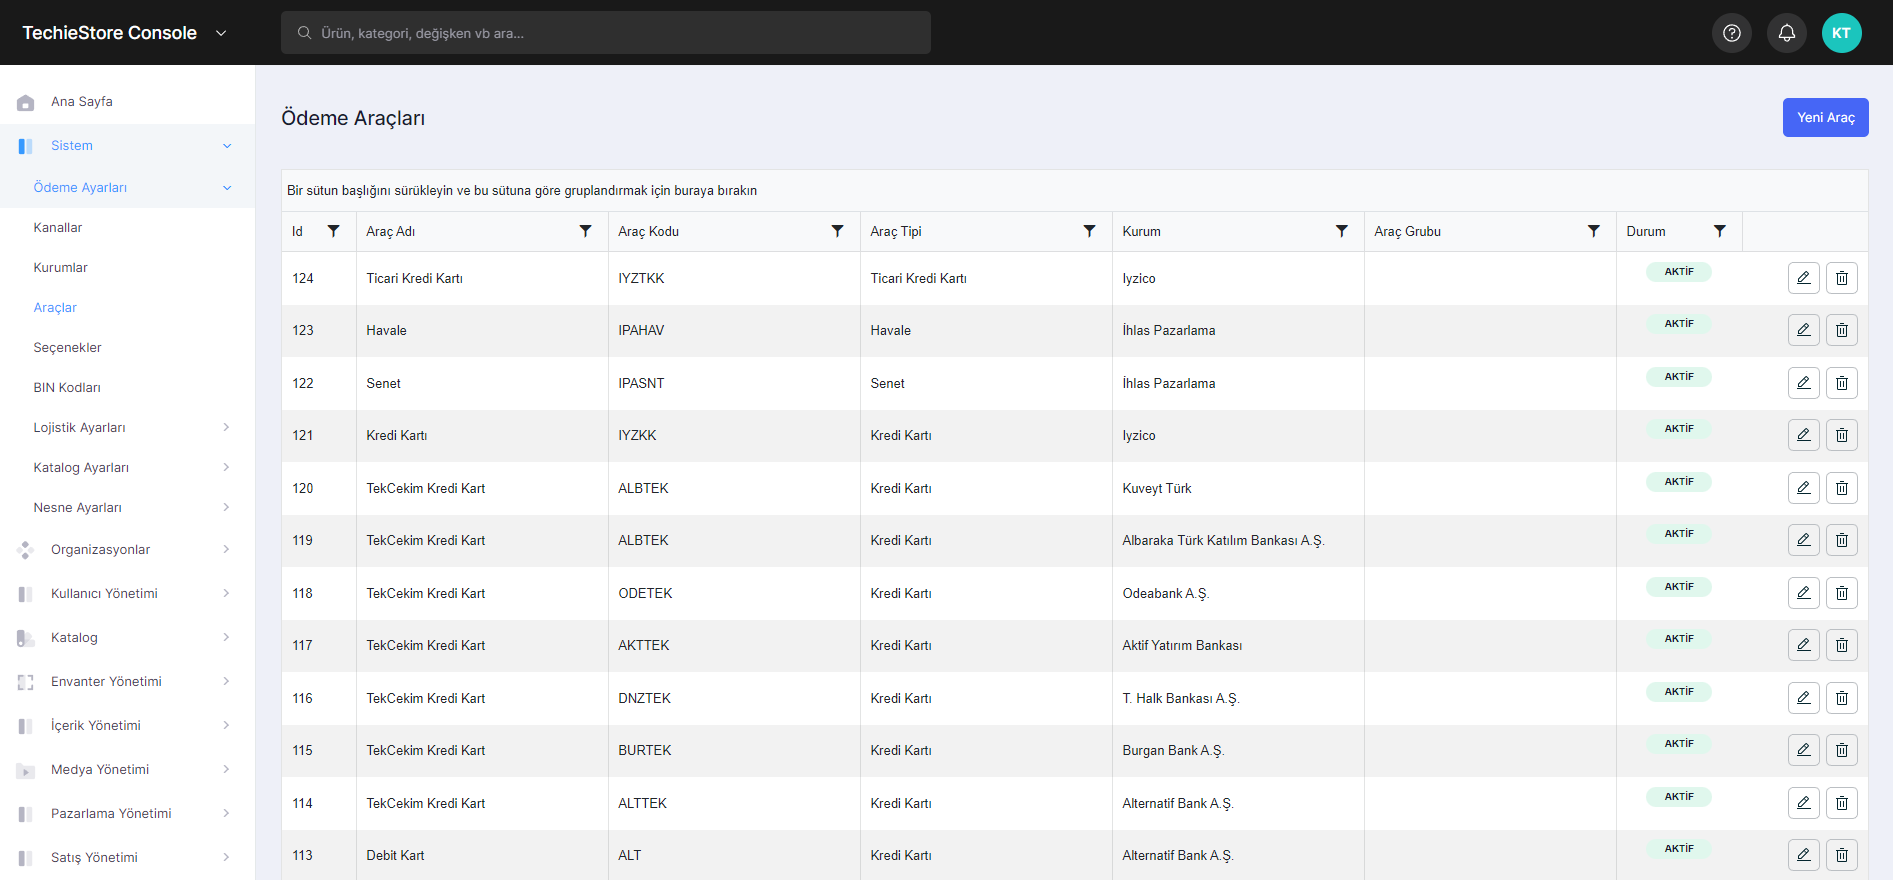 TechieStore Console
Ürün, kategori, değişken vb ara...
KT
Ana Sayfa
Sistem
Ödeme Ayarları
Kanallar
Kurumlar
Araçlar
Seçenekler
BIN Kodları
Lojistik Ayarları
Katalog Ayarları
Nesne Ayarları
Organizasyonlar
Kullanıcı Yönetimi
Katalog
Envanter Yönetimi
İçerik Yönetimi
Medya Yönetimi
Pazarlama Yönetimi
Satış Yönetimi
Ödeme Araçları
Yeni Araç
Bir sütun başlığını sürükleyin ve bu sütuna göre gruplandırmak için buraya bırakın
Id Araç Adı Araç Kodu Araç Tipi Kurum Araç Grubu Durum
124 Ticari Kredi Kartı IYZTKK Ticari Kredi Kartı Iyzico AKTİF
123 Havale IPAHAV Havale İhlas Pazarlama AKTİF
122 Senet IPASNT Senet İhlas Pazarlama AKTİF
121 Kredi Kartı IYZKK Kredi Kartı Iyzico AKTİF
120 TekCekim Kredi Kart ALBTEK Kredi Kartı Kuveyt Türk AKTİF
119 TekCekim Kredi Kart ALBTEK Kredi Kartı Albaraka Türk Katılım Bankası A.Ş. AKTİF
118 TekCekim Kredi Kart ODETEK Kredi Kartı Odeabank A.Ş. AKTİF
117 TekCekim Kredi Kart AKTTEK Kredi Kartı Aktif Yatırım Bankası AKTİF
116 TekCekim Kredi Kart DNZTEK Kredi Kartı T. Halk Bankası A.Ş. AKTİF
115 TekCekim Kredi Kart BURTEK Kredi Kartı Burgan Bank A.Ş. AKTİF
114 TekCekim Kredi Kart ALTTEK Kredi Kartı Alternatif Bank A.Ş. AKTİF
113 Debit Kart ALT Kredi Kartı Alternatif Bank A.Ş. AKTİF